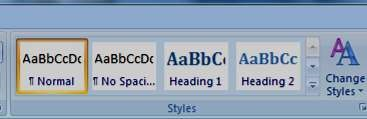 AaBbCcDc AaBbCcDc AaBbC AaBbCc
¶ Normal ¶ No Spaci... Heading 1 Heading 2 Change
Styles
Styles